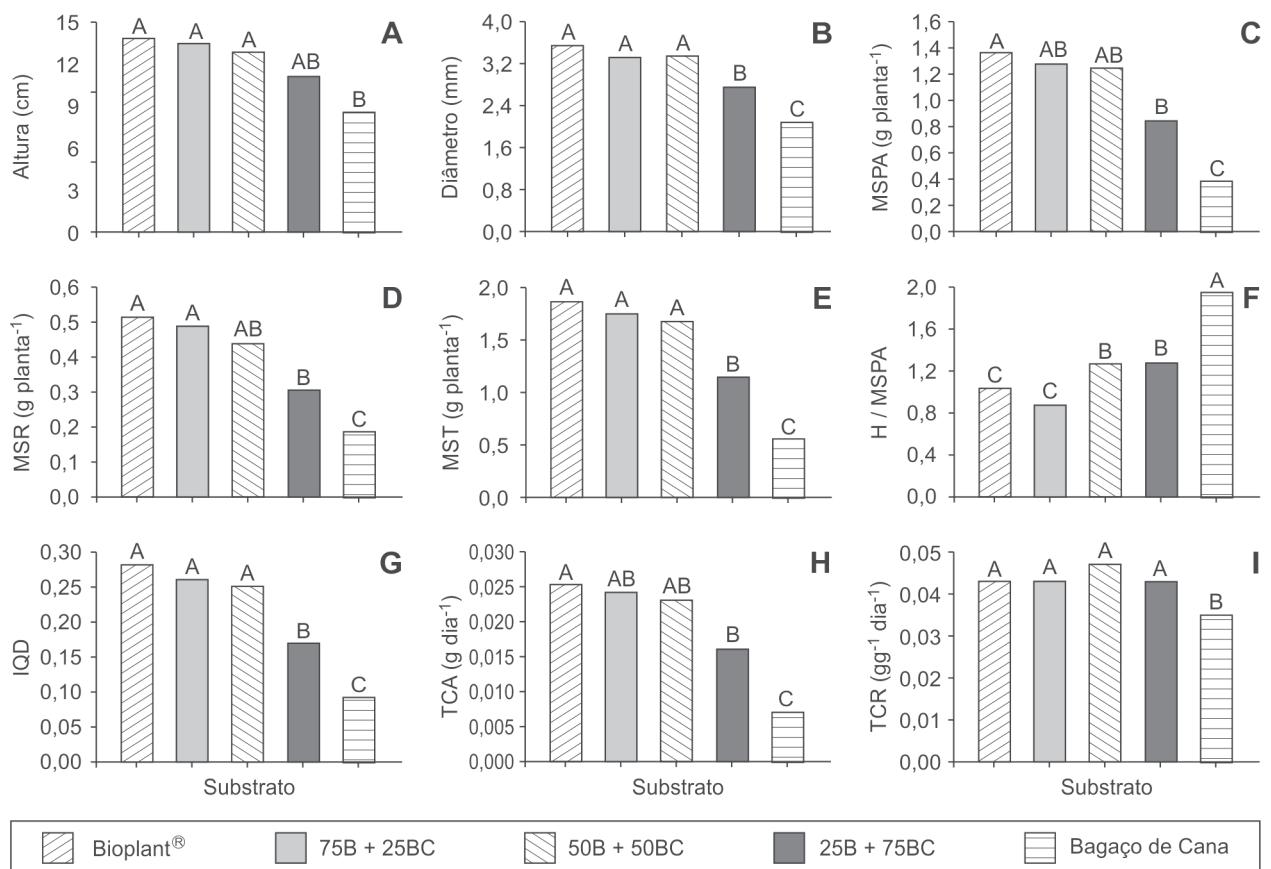 A
Altura (cm)
15
12
9
6
3
0
A
A
A
AB
B
B
Diâmetro (mm)
4,0
3,2
2,4
1,6
0,8
0,0
A
A
A
B
C
C
MSPA (g planta⁻¹)
1,6
1,4
1,2
1,0
0,8
0,6
0,4
0,2
0,0
A
AB
AB
B
C
D
MSR (g planta⁻¹)
0,6
0,5
0,4
0,3
0,2
0,1
0,0
A
A
AB
B
C
E
MST (g planta⁻¹)
2,0
1,5
1,0
0,5
0,0
A
A
A
B
C
F
H / MSPA
2,0
1,6
1,2
0,8
0,4
0,0
C
C
B
B
A
G
IQD
0,30
0,25
0,20
0,15
0,10
0,05
0,00
A
A
A
B
C
Substrato
H
TCA (g dia⁻¹)
0,030
0,025
0,020
0,015
0,010
0,005
0,000
A
AB
AB
B
C
I
TCR (gg⁻¹ dia⁻¹)
0,05
0,04
0,03
0,02
0,01
0,00
A
A
A
A
B
Substrato
Bioplant®
75B + 25BC
50B + 50BC
25B + 75BC
Bagaço de Cana